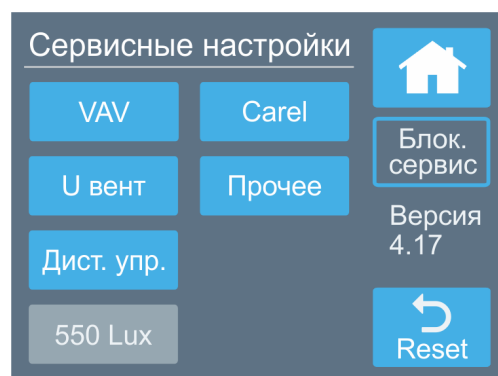 Сервисные настройки
VAV
Carel
Блок.
сервис
U вент
Прочее
Версия
4.17
Дист. упр.
550 Lux
Reset